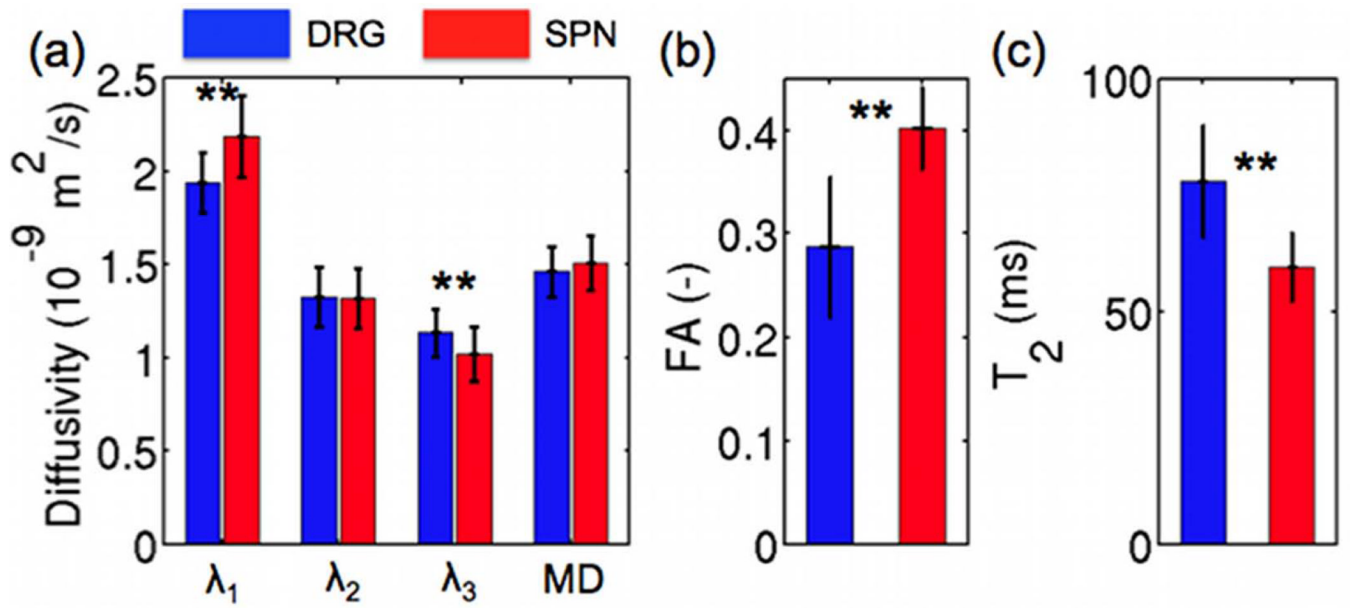 DRG SPN
(a)
Diffusivity (10⁻⁹ m²/s)
2.5
2
1.5
1
0.5
0
**
**
λ₁ λ₂ λ₃ MD
(b)
FA (-)
0.4
0.3
0.2
0.1
0
**
(c)
T₂ (ms)
100
50
0
**